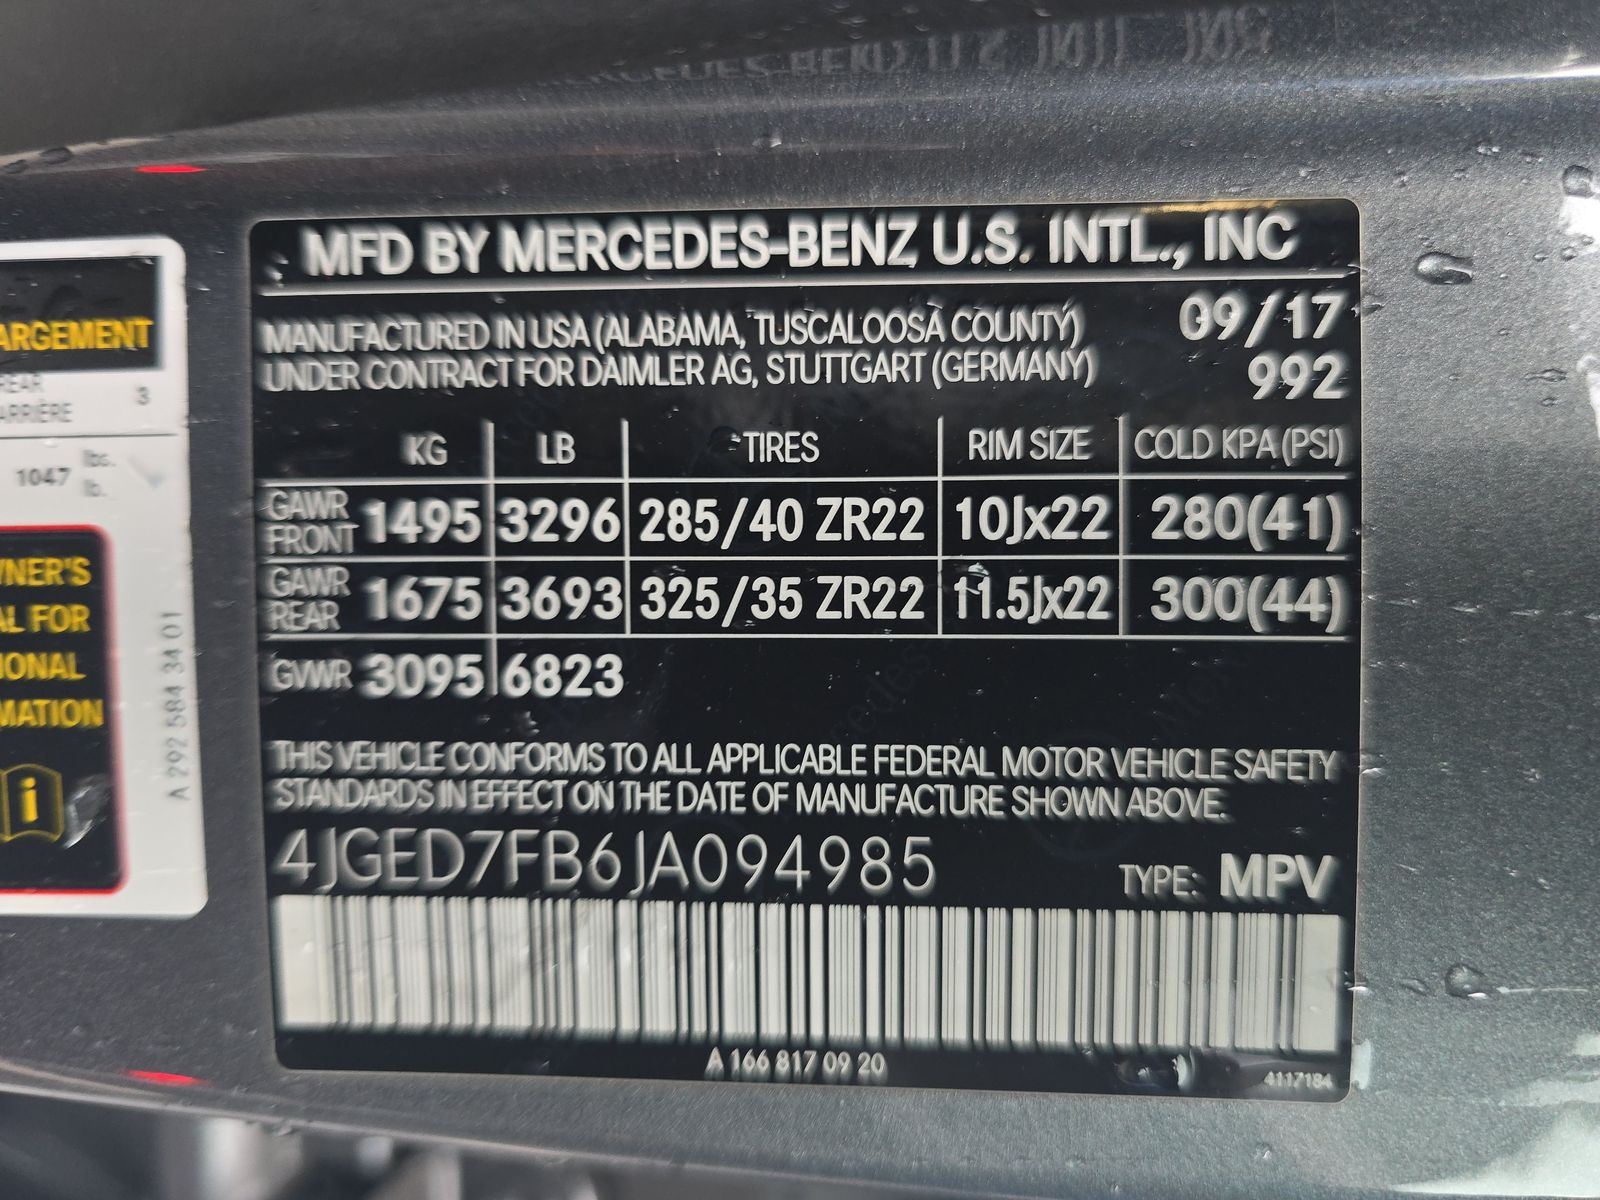 MFD BY MERCEDES-BENZ U.S. INTL., INC
MANUFACTURED IN USA (ALABAMA, TUSCALOOSA COUNTY) 09/17
UNDER CONTRACT FOR DAIMLER AG, STUTTGART (GERMANY) 992
KG LB TIRES RIM SIZE COLD KPA (PSI)
GAWR FRONT 1495 3296 285/40 ZR22 10Jx22 280(41)
GAWR REAR 1675 3693 325/35 ZR22 11.5Jx22 300(44)
GVWR 3095 6823
THIS VEHICLE CONFORMS TO ALL APPLICABLE FEDERAL MOTOR VEHICLE SAFETY
STANDARDS IN EFFECT ON THE DATE OF MANUFACTURE SHOWN ABOVE.
4JGED7FB6JA094985 TYPE: MPV
A 166 817 09 20
4117184
ARGEMENT
REAR
ARRIÈRE 3
1047 lbs.
lb.
NER'S
AL FOR
IONAL
MATION
i
A 292 584 34 01